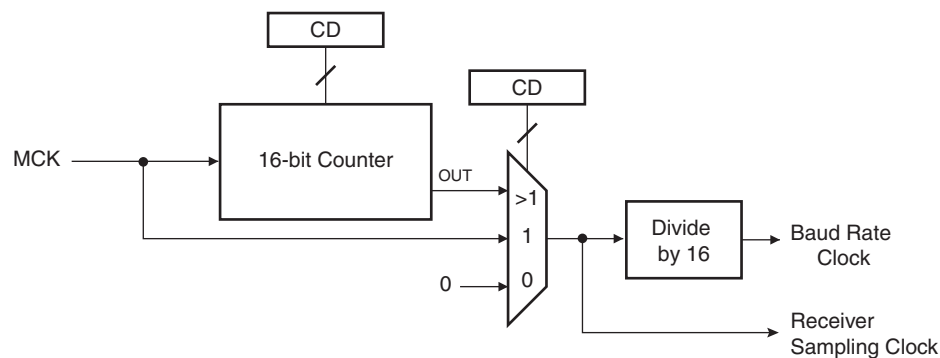 CD
CD
MCK
16-bit Counter
OUT
>1
1
0
0
Divide
by 16
Baud Rate
Clock
Receiver
Sampling Clock